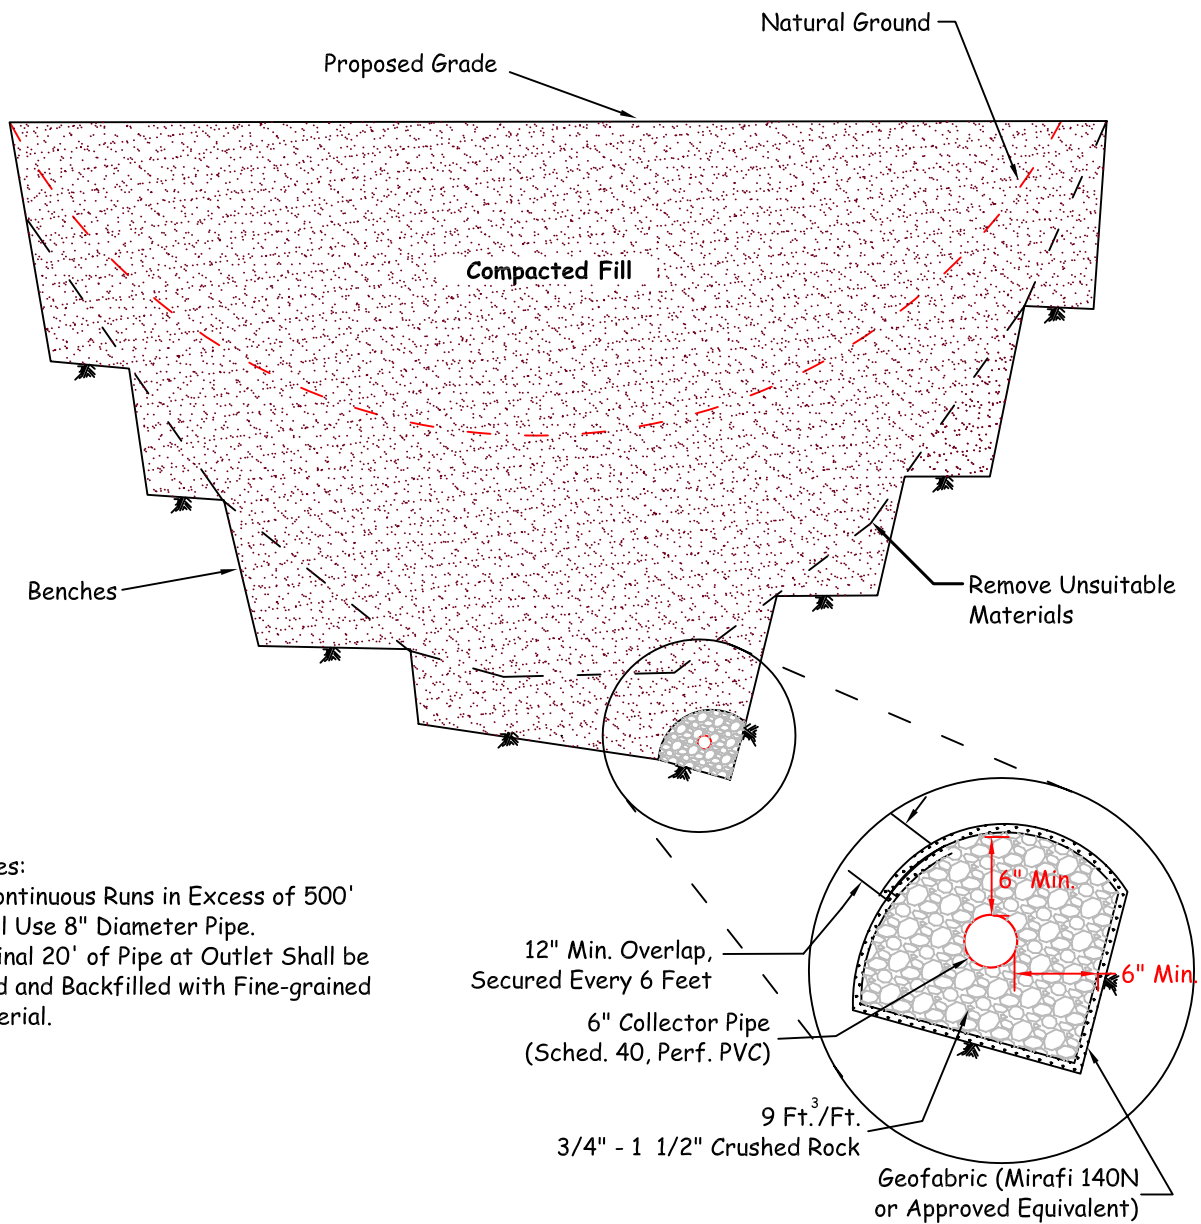 Natural Ground
Proposed Grade
Compacted Fill
Benches
Remove Unsuitable
Materials
es:
ontinuous Runs in Excess of 500'
l Use 8" Diameter Pipe.
inal 20' of Pipe at Outlet Shall be
d and Backfilled with Fine-grained
erial.
6" Min.
12" Min. Overlap,
Secured Every 6 Feet
6" Min.
6" Collector Pipe
(Sched. 40, Perf. PVC)
9 Ft.³/Ft.
3/4" - 1 1/2" Crushed Rock
Geofabric (Mirafi 140N
or Approved Equivalent)